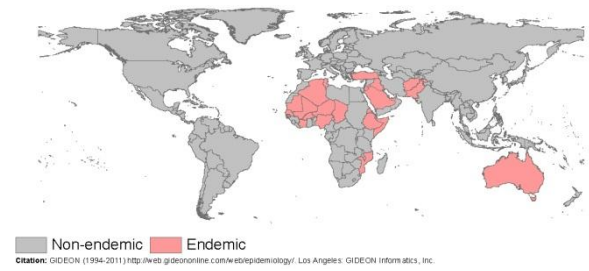 Non-endemic Endemic
Citation: GIDEON (1994-2011) http://web.gideononline.com/web/epidemiology/. Los Angeles: GIDEON Informatics, Inc.